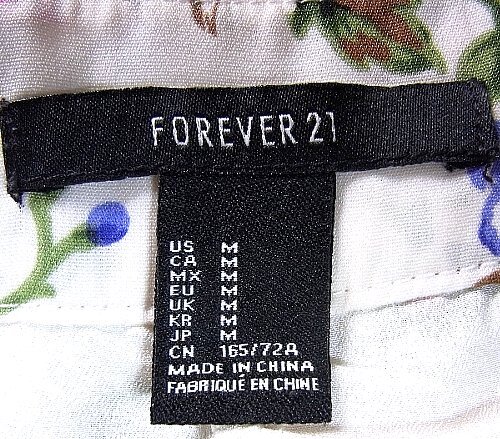 FOREVER 21
US M
CA M
MX M
EU M
UK M
KR M
JP M
CN 165/72A
MADE IN CHINA
FABRIQUÉ EN CHINE